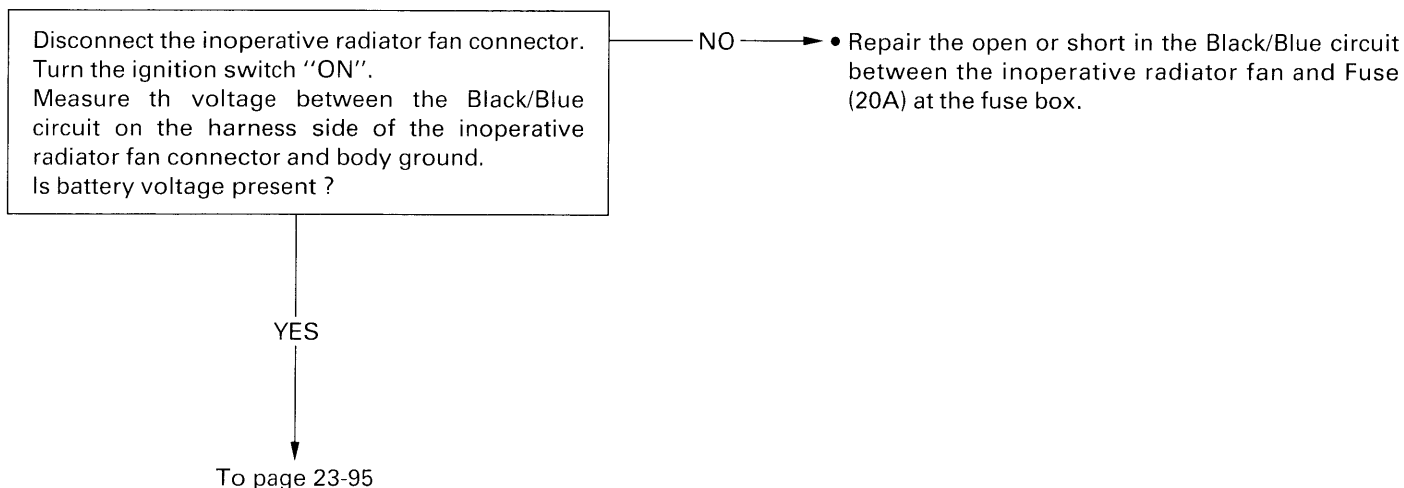 Disconnect the inoperative radiator fan connector.
Turn the ignition switch "ON".
Measure th voltage between the Black/Blue
circuit on the harness side of the inoperative
radiator fan connector and body ground.
Is battery voltage present ?
NO
• Repair the open or short in the Black/Blue circuit
between the inoperative radiator fan and Fuse
(20A) at the fuse box.
YES
To page 23-95